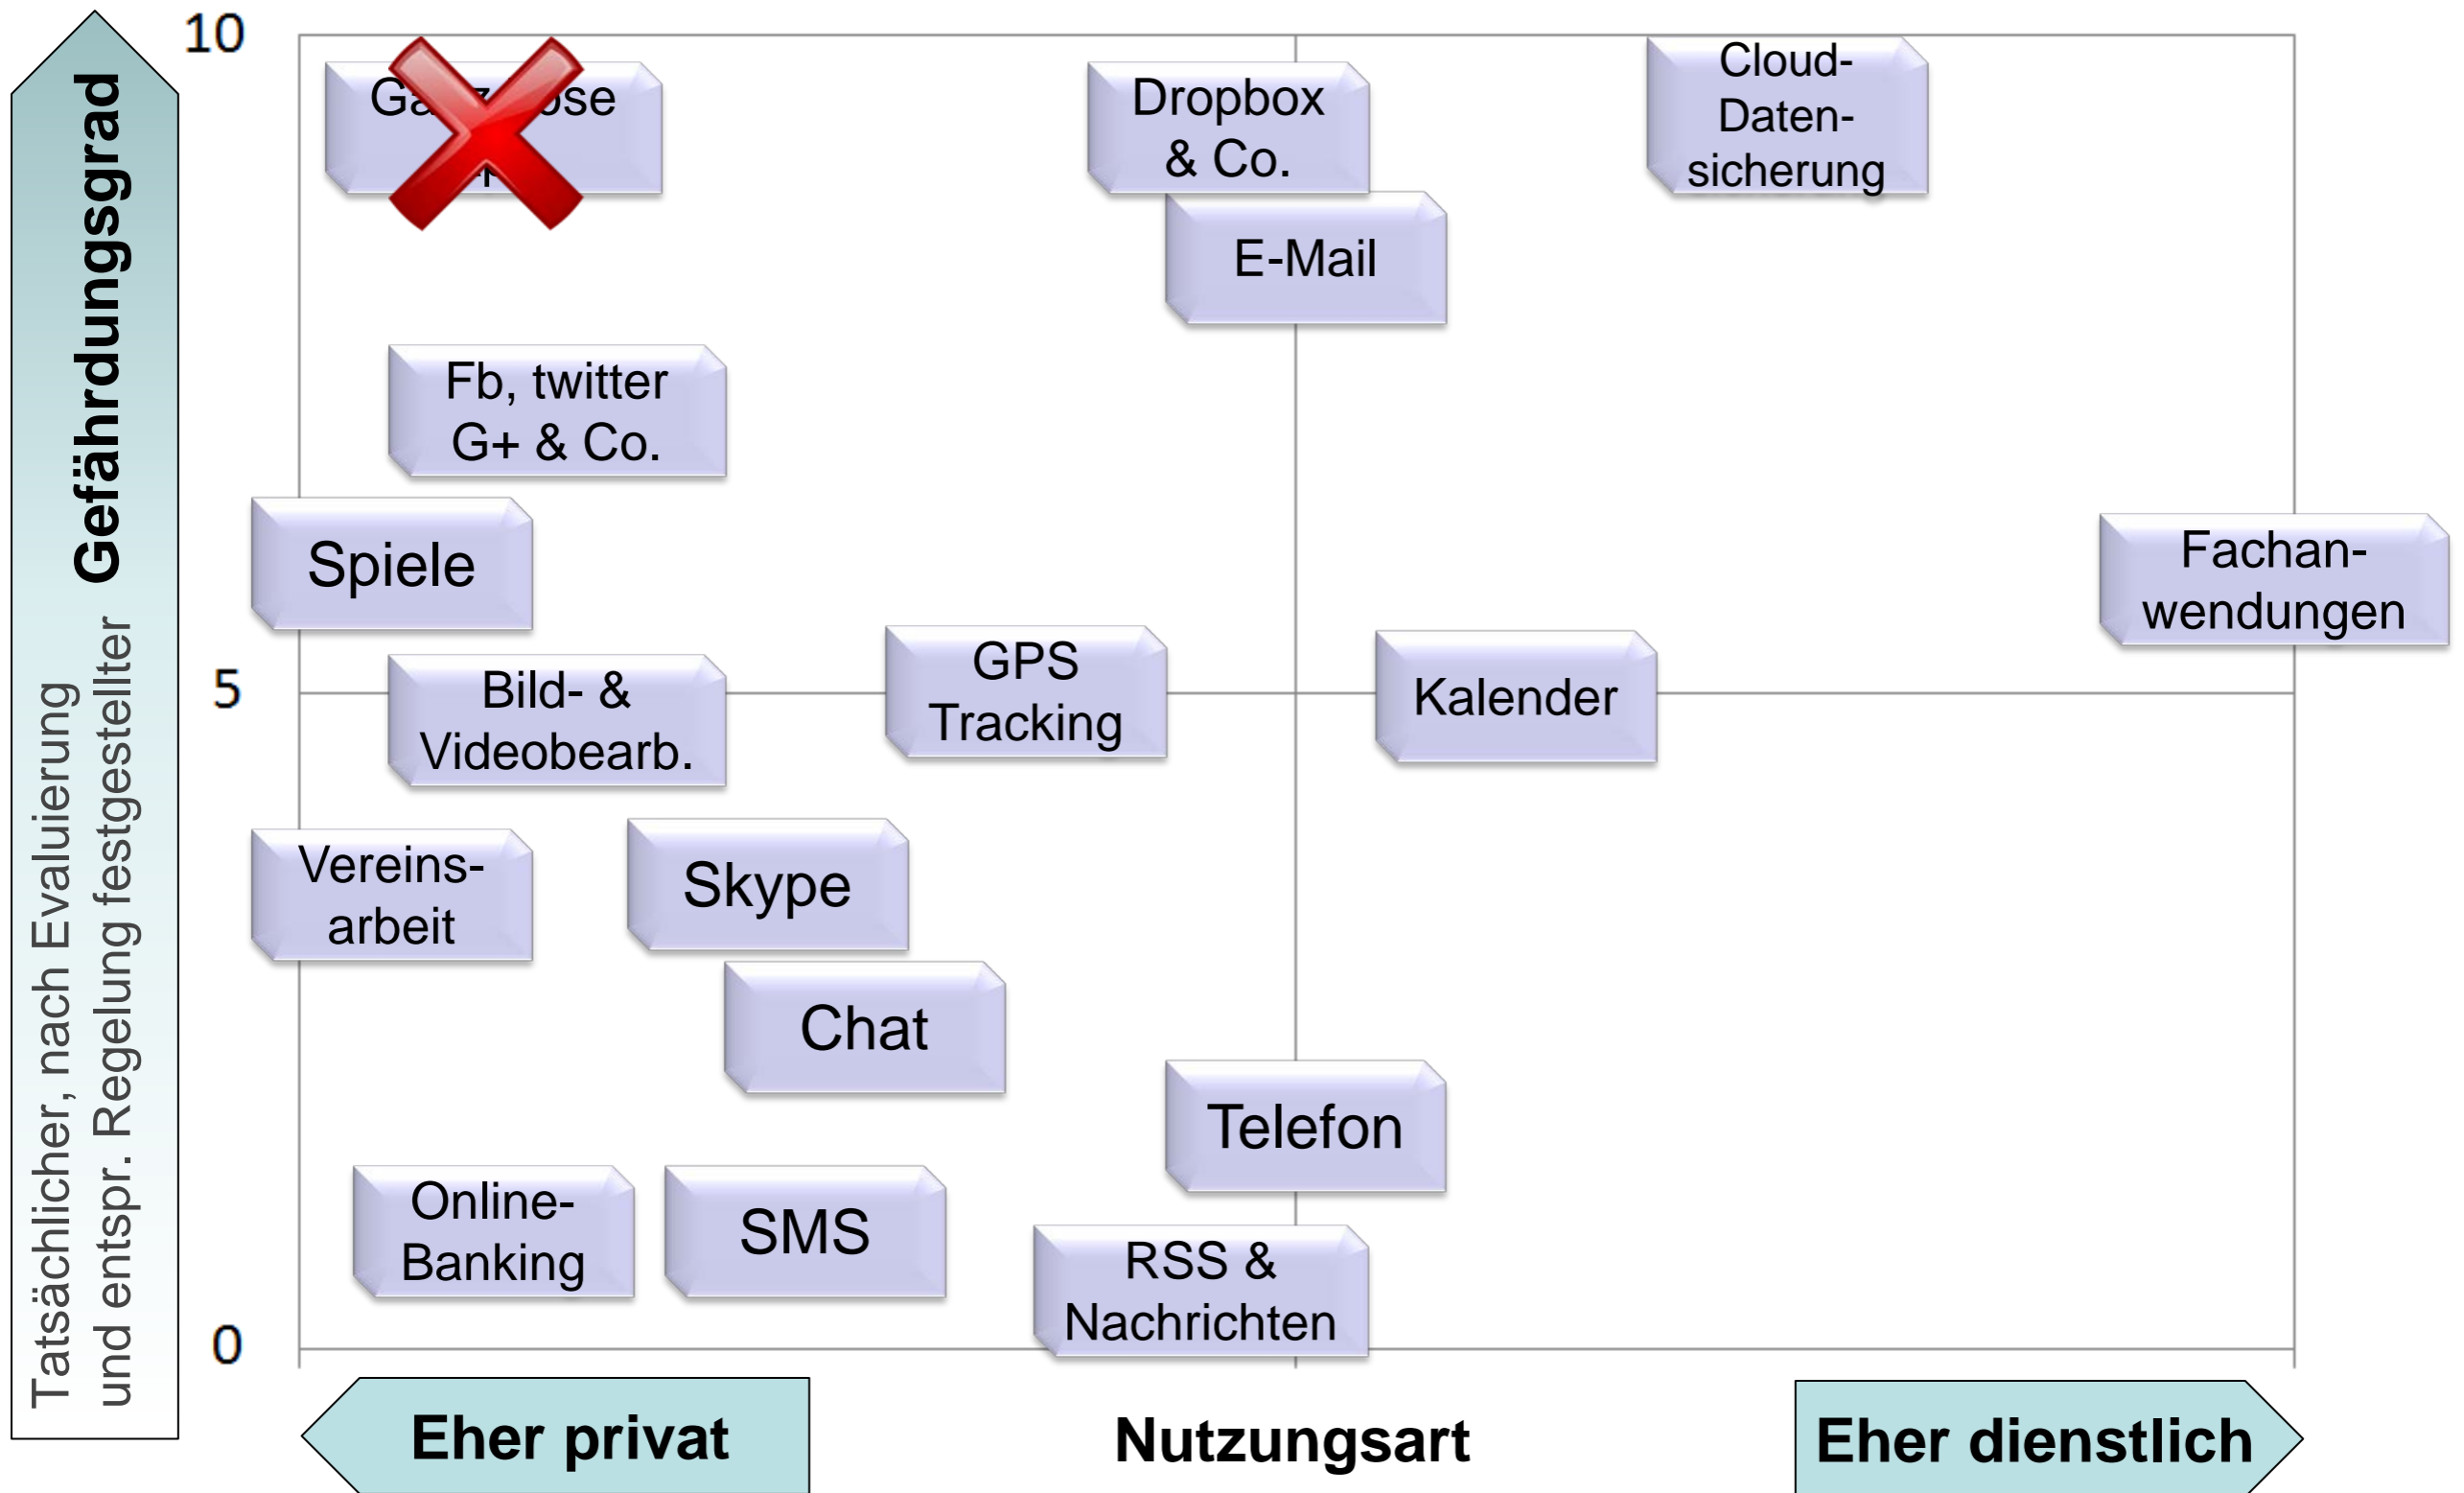 10
Cloud-
Daten-
sicherung
Dropbox
& Co.
E-Mail
Fb, twitter
G+ & Co.
Spiele
Fachan-
wendungen
5
Bild- &
Videobearb.
GPS
Tracking
Kalender
Vereins-
arbeit
Skype
Chat
Telefon
Online-
Banking
SMS
RSS &
Nachrichten
0
Tatsächlicher, nach Evaluierung
und entspr. Regelung festgestellter Gefährdungsgrad
Eher privat
Nutzungsart
Eher dienstlich